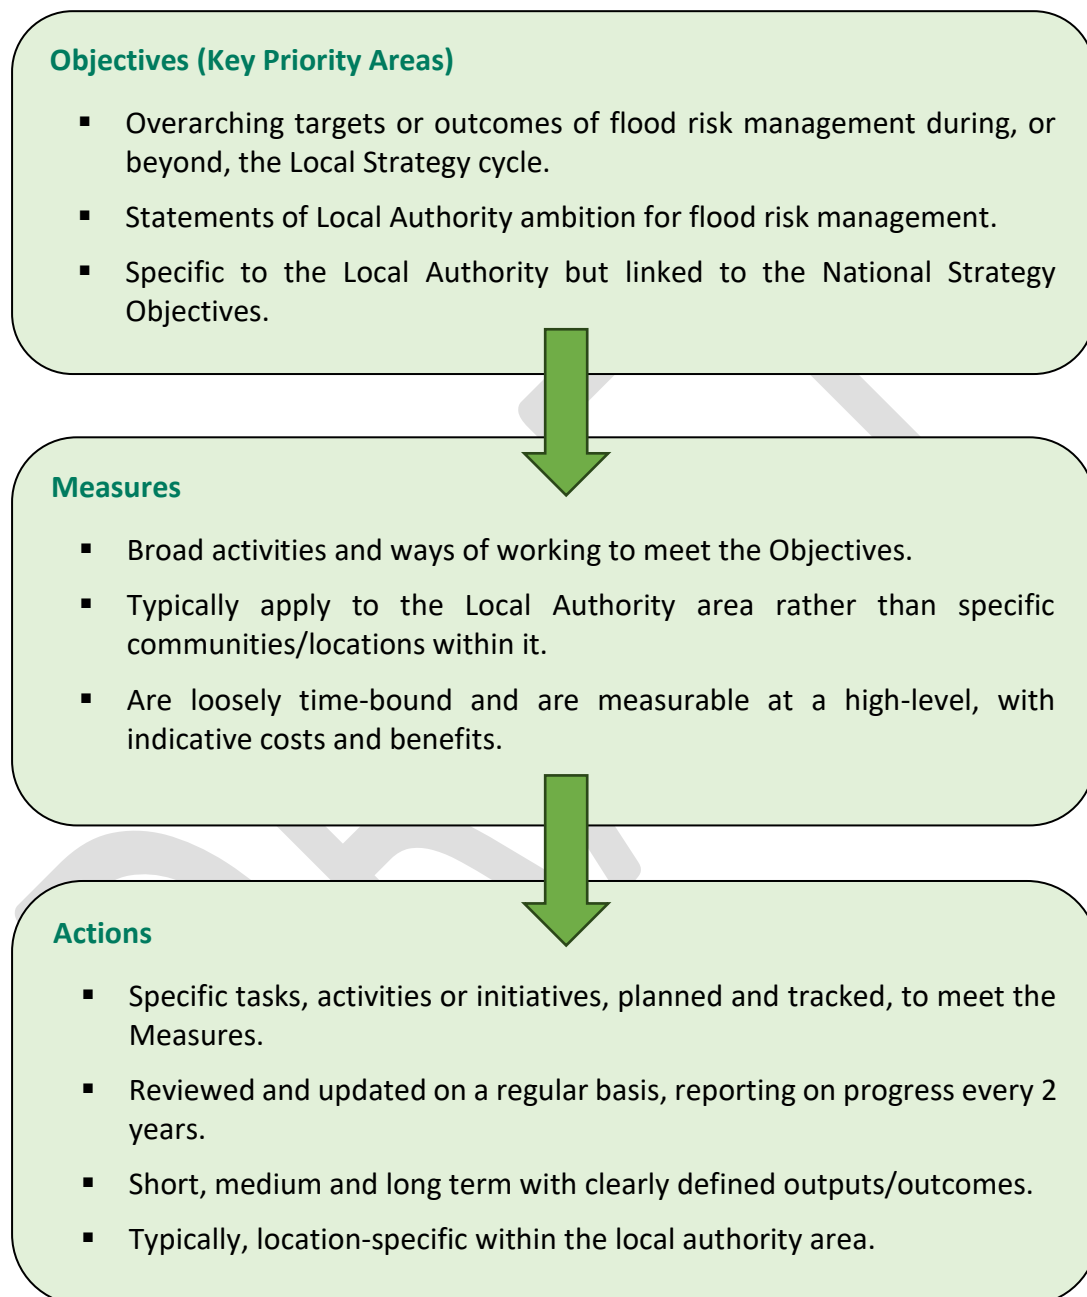 Objectives (Key Priority Areas)
▪ Overarching targets or outcomes of flood risk management during, or
beyond, the Local Strategy cycle.
▪ Statements of Local Authority ambition for flood risk management.
▪ Specific to the Local Authority but linked to the National Strategy
Objectives.
Measures
▪ Broad activities and ways of working to meet the Objectives.
▪ Typically apply to the Local Authority area rather than specific
communities/locations within it.
▪ Are loosely time-bound and are measurable at a high-level, with
indicative costs and benefits.
Actions
▪ Specific tasks, activities or initiatives, planned and tracked, to meet the
Measures.
▪ Reviewed and updated on a regular basis, reporting on progress every 2
years.
▪ Short, medium and long term with clearly defined outputs/outcomes.
▪ Typically, location-specific within the local authority area.